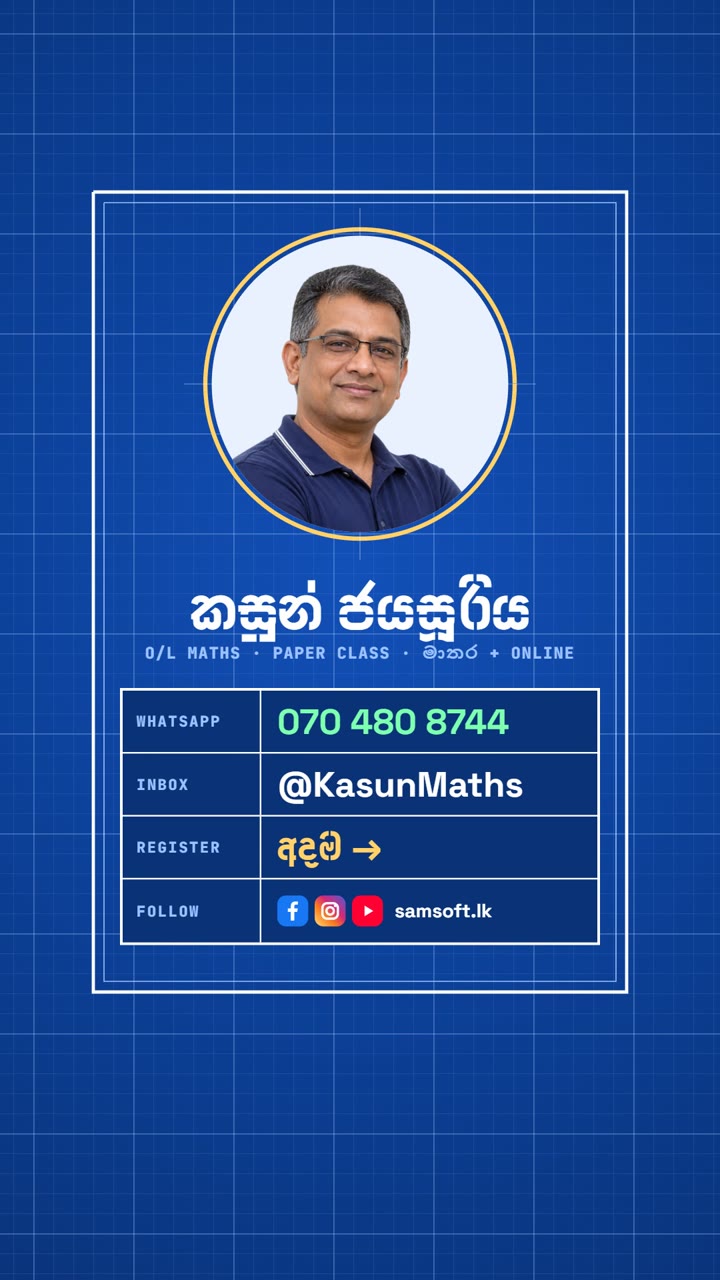 කසුන් ජයසූරිය
O/L MATHS · PAPER CLASS · මාතර + ONLINE
WHATSAPP 070 480 8744
INBOX @KasunMaths
REGISTER අදම →
FOLLOW samsoft.lk